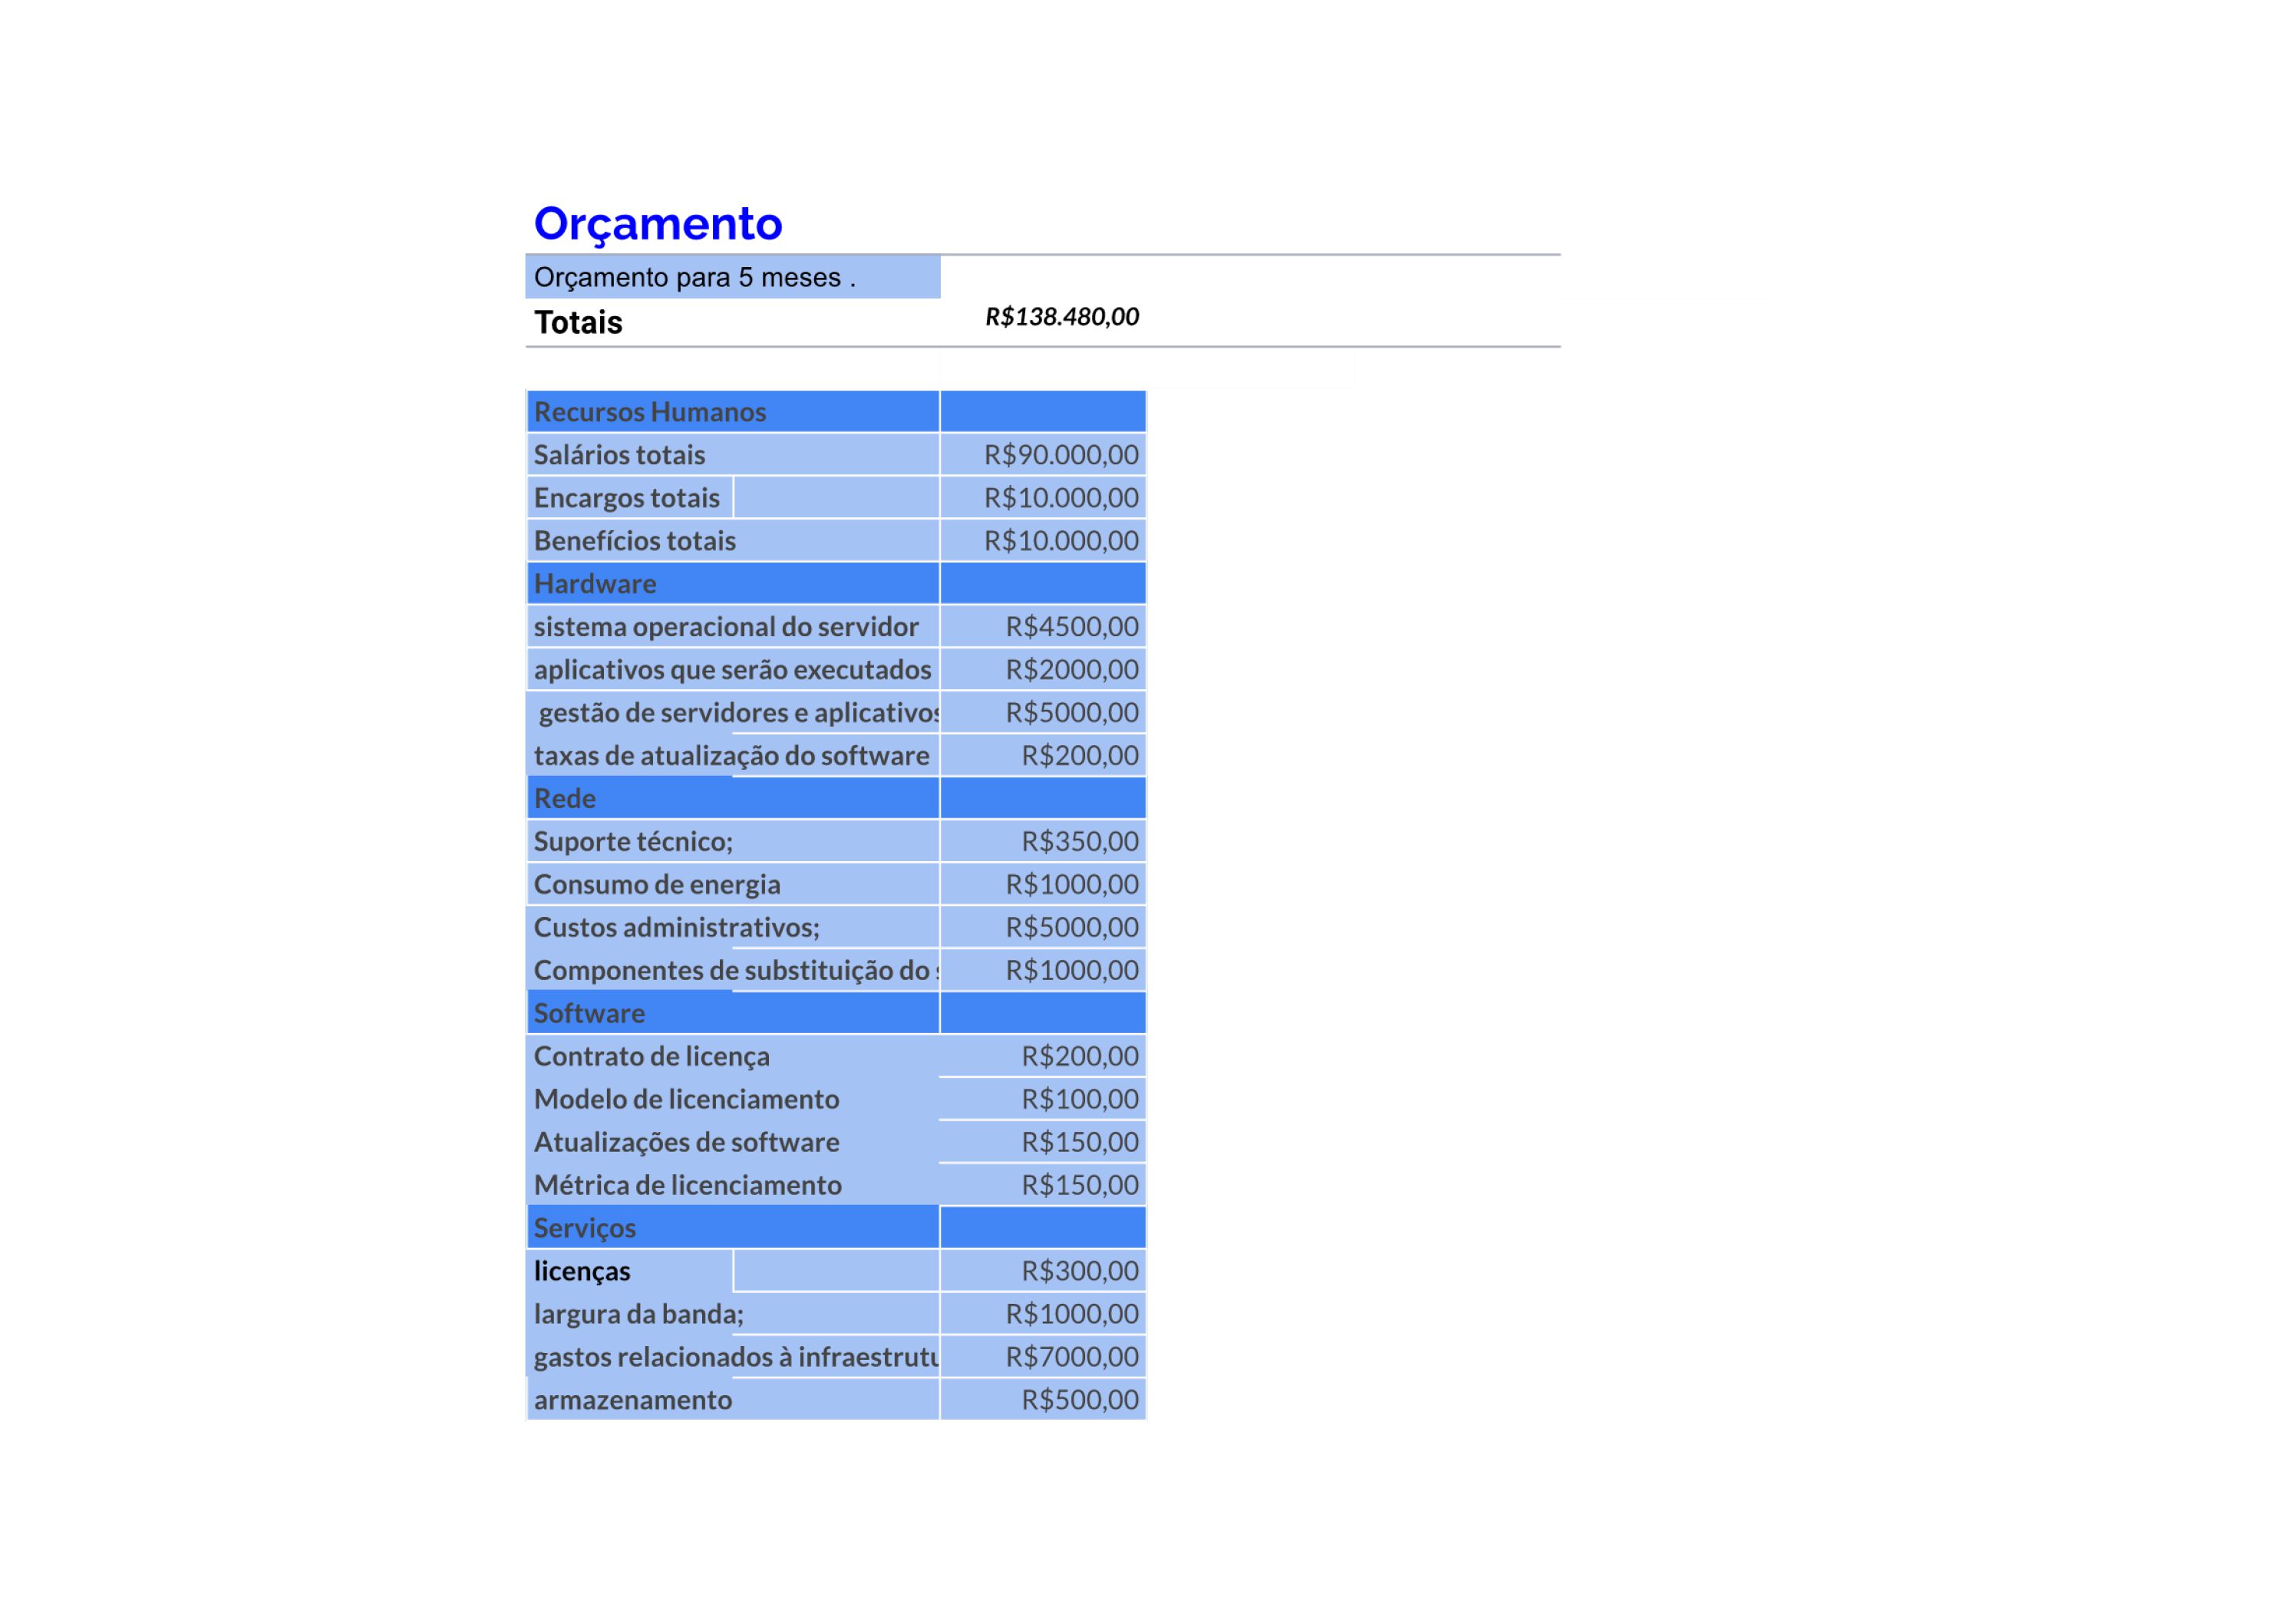 Orçamento
Orçamento para 5 meses .
Totais R$138.480,00
Recursos Humanos
Salários totais R$90.000,00
Encargos totais R$10.000,00
Benefícios totais R$10.000,00
Hardware
sistema operacional do servidor R$4500,00
aplicativos que serão executados R$2000,00
gestão de servidores e aplicativos R$5000,00
taxas de atualização do software R$200,00
Rede
Suporte técnico; R$350,00
Consumo de energia R$1000,00
Custos administrativos; R$5000,00
Componentes de substituição do R$1000,00
Software
Contrato de licença R$200,00
Modelo de licenciamento R$100,00
Atualizações de software R$150,00
Métrica de licenciamento R$150,00
Serviços
licenças R$300,00
largura da banda; R$1000,00
gastos relacionados à infraestrutu R$7000,00
armazenamento R$500,00